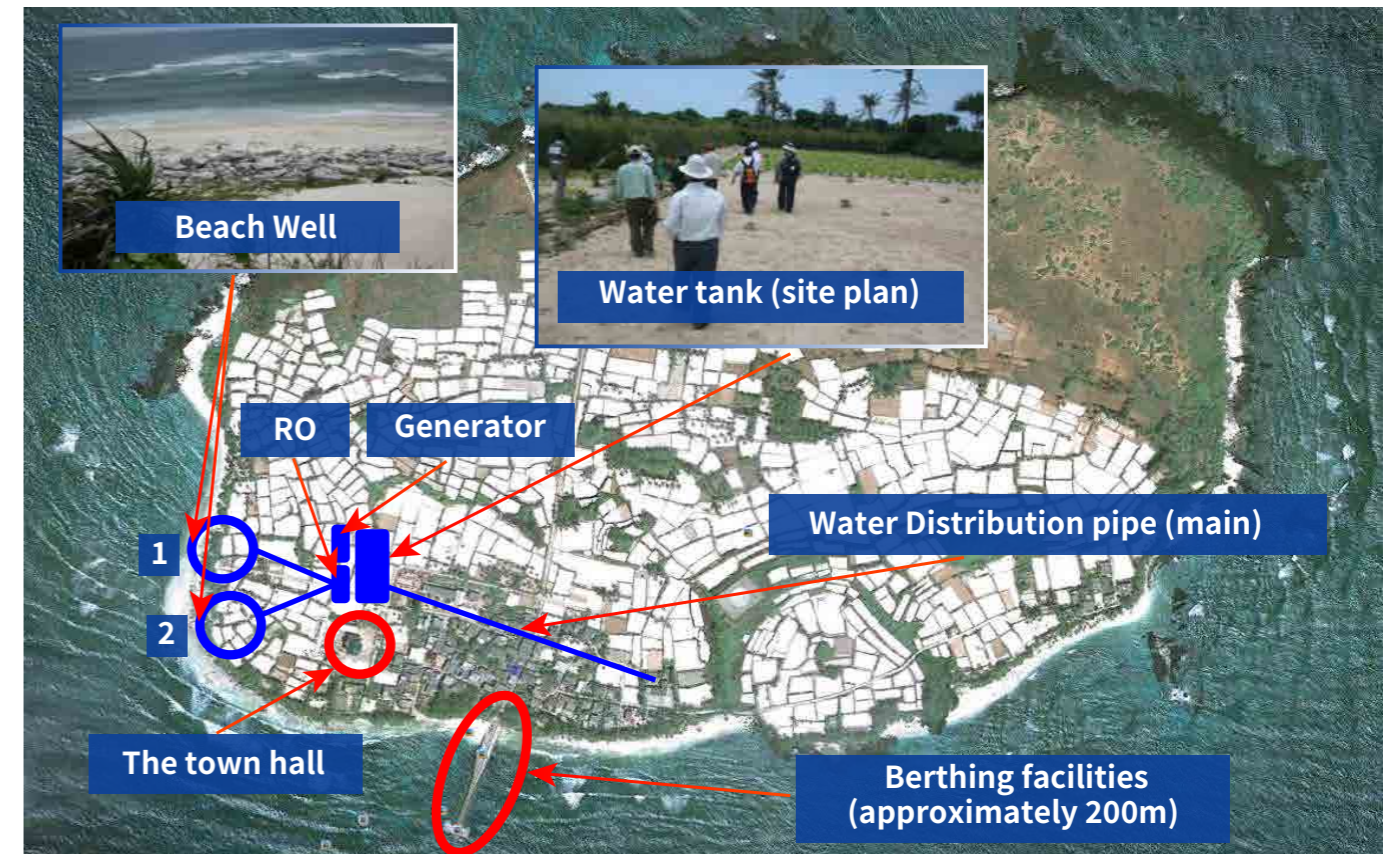 Beach Well
Water tank (site plan)
RO
Generator
Water Distribution pipe (main)
1
2
The town hall
Berthing facilities
(approximately 200m)